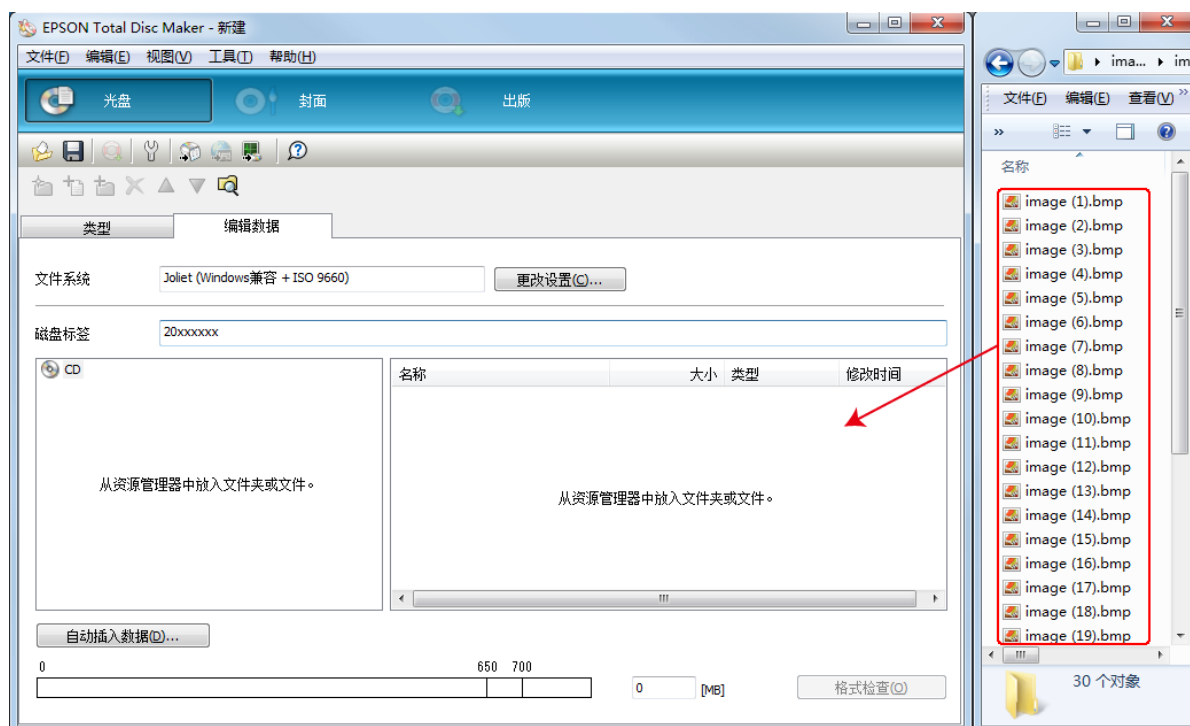 EPSON Total Disc Maker - 新建
文件(F) 编辑(E) 视图(V) 工具(T) 帮助(H)
光盘 封面 出版
类型 编辑数据
文件系统 Joliet (Windows兼容 + ISO 9660) 更改设置(C)...
磁盘标签 20xxxxxx
CD
从资源管理器中放入文件夹或文件。
名称 大小 类型 修改时间
从资源管理器中放入文件夹或文件。
自动插入数据(D)...
0 650 700
0 [MB] 格式检查(O)
ima... im
文件(F) 编辑(E) 查看(V) »
»
名称
image (1).bmp
image (2).bmp
image (3).bmp
image (4).bmp
image (5).bmp
image (6).bmp
image (7).bmp
image (8).bmp
image (9).bmp
image (10).bmp
image (11).bmp
image (12).bmp
image (13).bmp
image (14).bmp
image (15).bmp
image (16).bmp
image (17).bmp
image (18).bmp
image (19).bmp
30 个对象